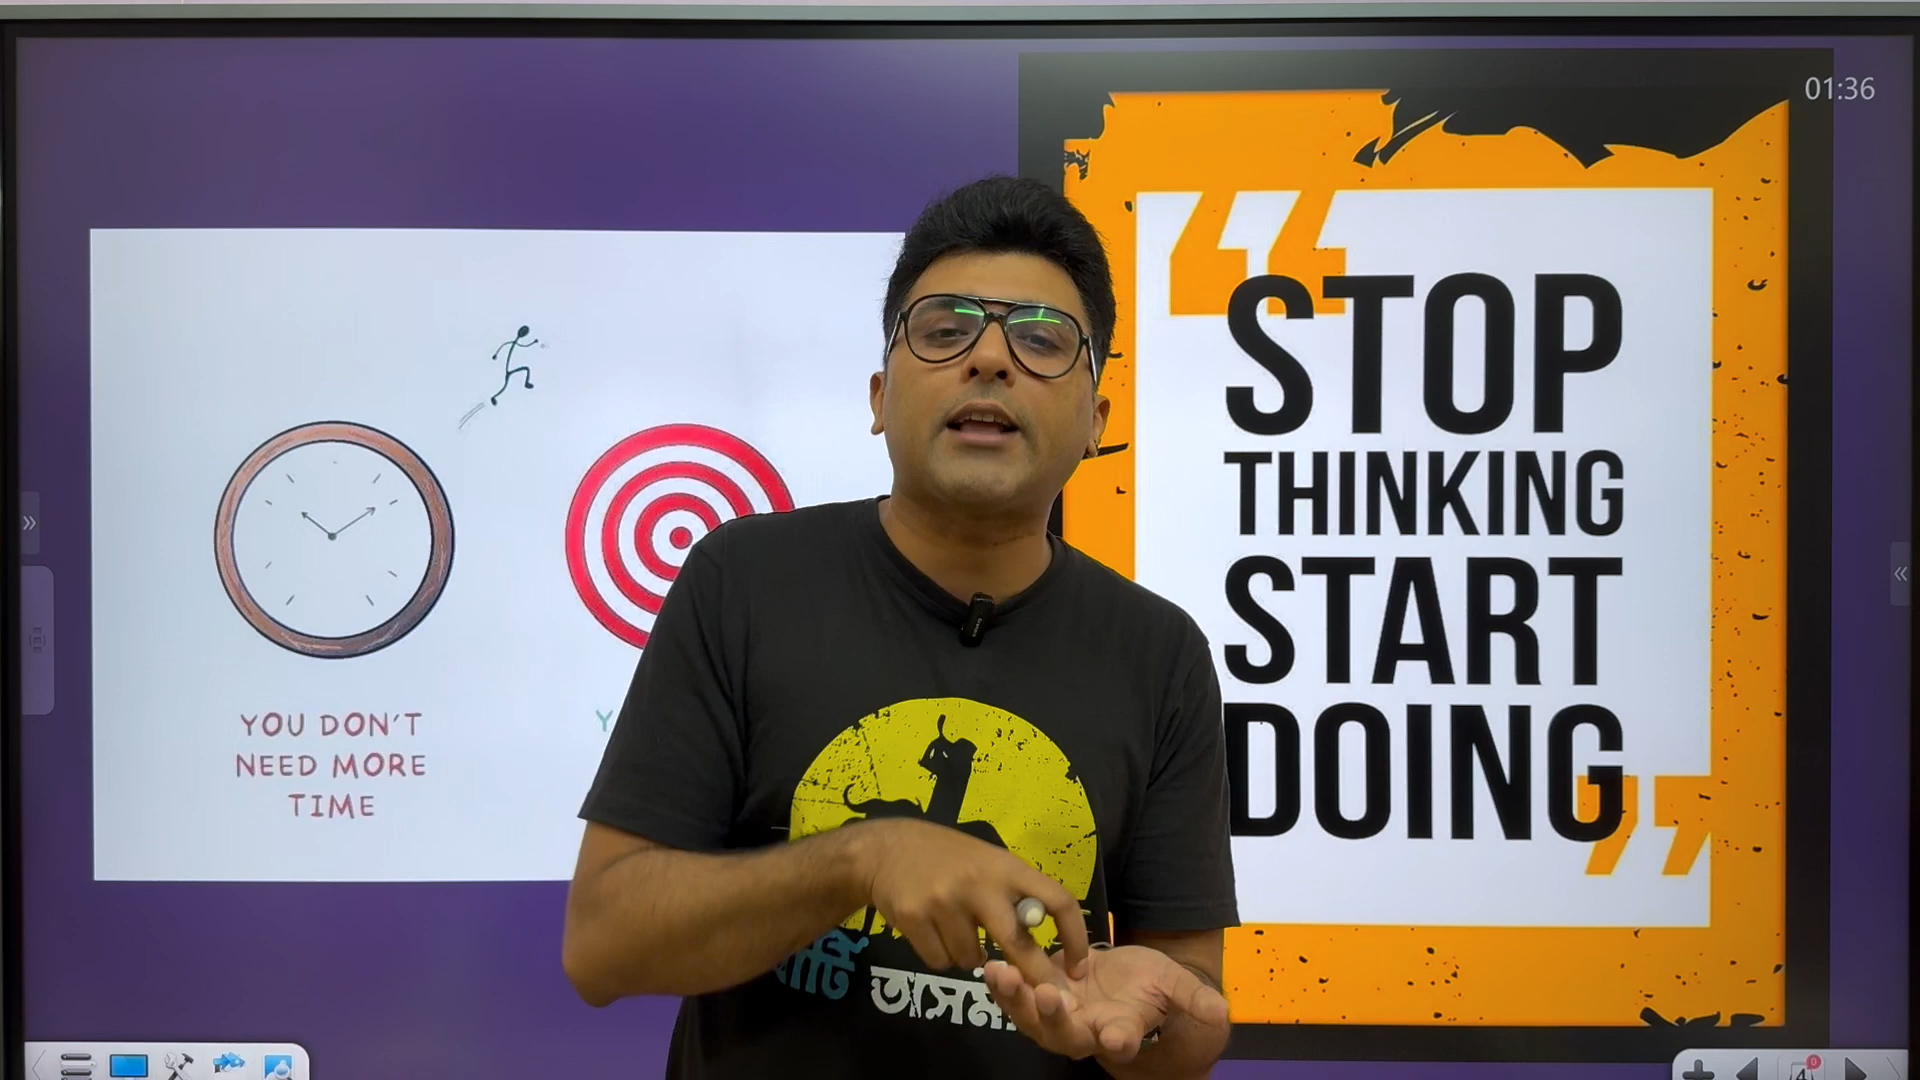 01:36
YOU DON'T
NEED MORE
TIME
STOP
THINKING
START
DOING